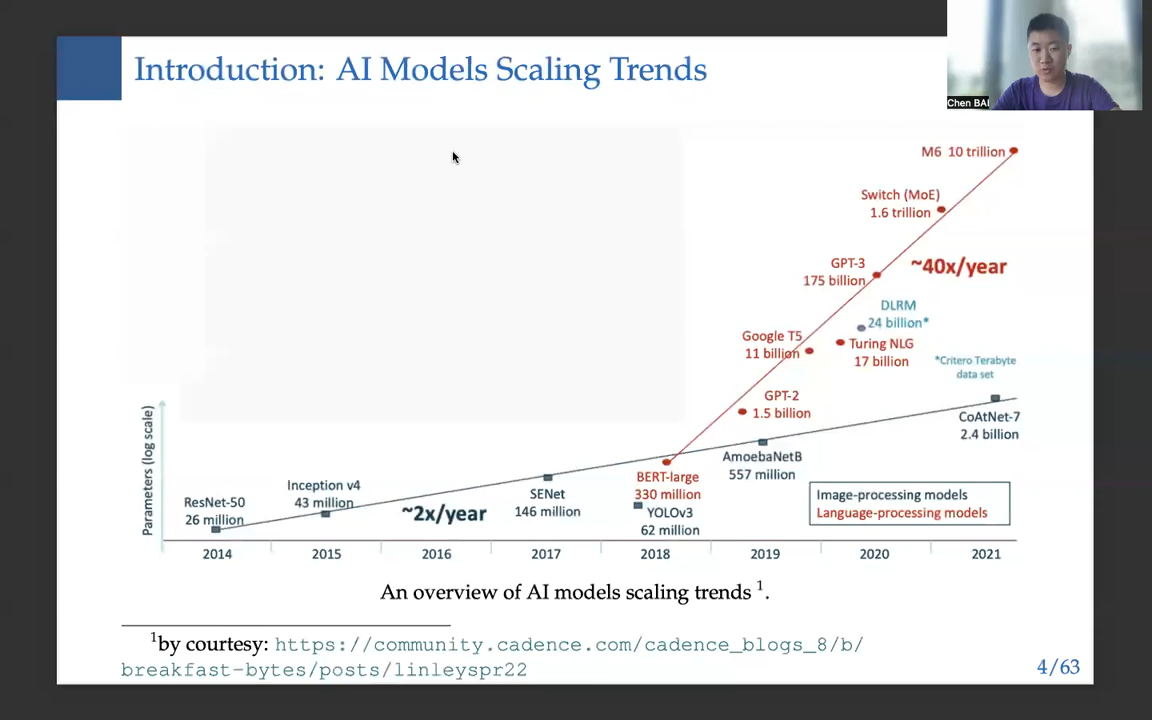 Introduction: AI Models Scaling Trends
M6 10 trillion
Switch (MoE)
1.6 trillion
GPT-3
175 billion
~40x/year
DLRM
24 billion*
Google T5
11 billion
Turing NLG
17 billion
*Critero Terabyte
data set
GPT-2
1.5 billion
CoAtNet-7
2.4 billion
AmoebaNetB
557 million
BERT-large
330 million
YOLOv3
62 million
SENet
146 million
Inception v4
43 million
ResNet-50
26 million
~2x/year
Parameters (log scale)
Image-processing models
Language-processing models
2014 2015 2016 2017 2018 2019 2020 2021
An overview of AI models scaling trends 1.
1by courtesy: https://community.cadence.com/cadence_blogs_8/b/
breakfast-bytes/posts/linleyspr22
4/63
Chen BAI